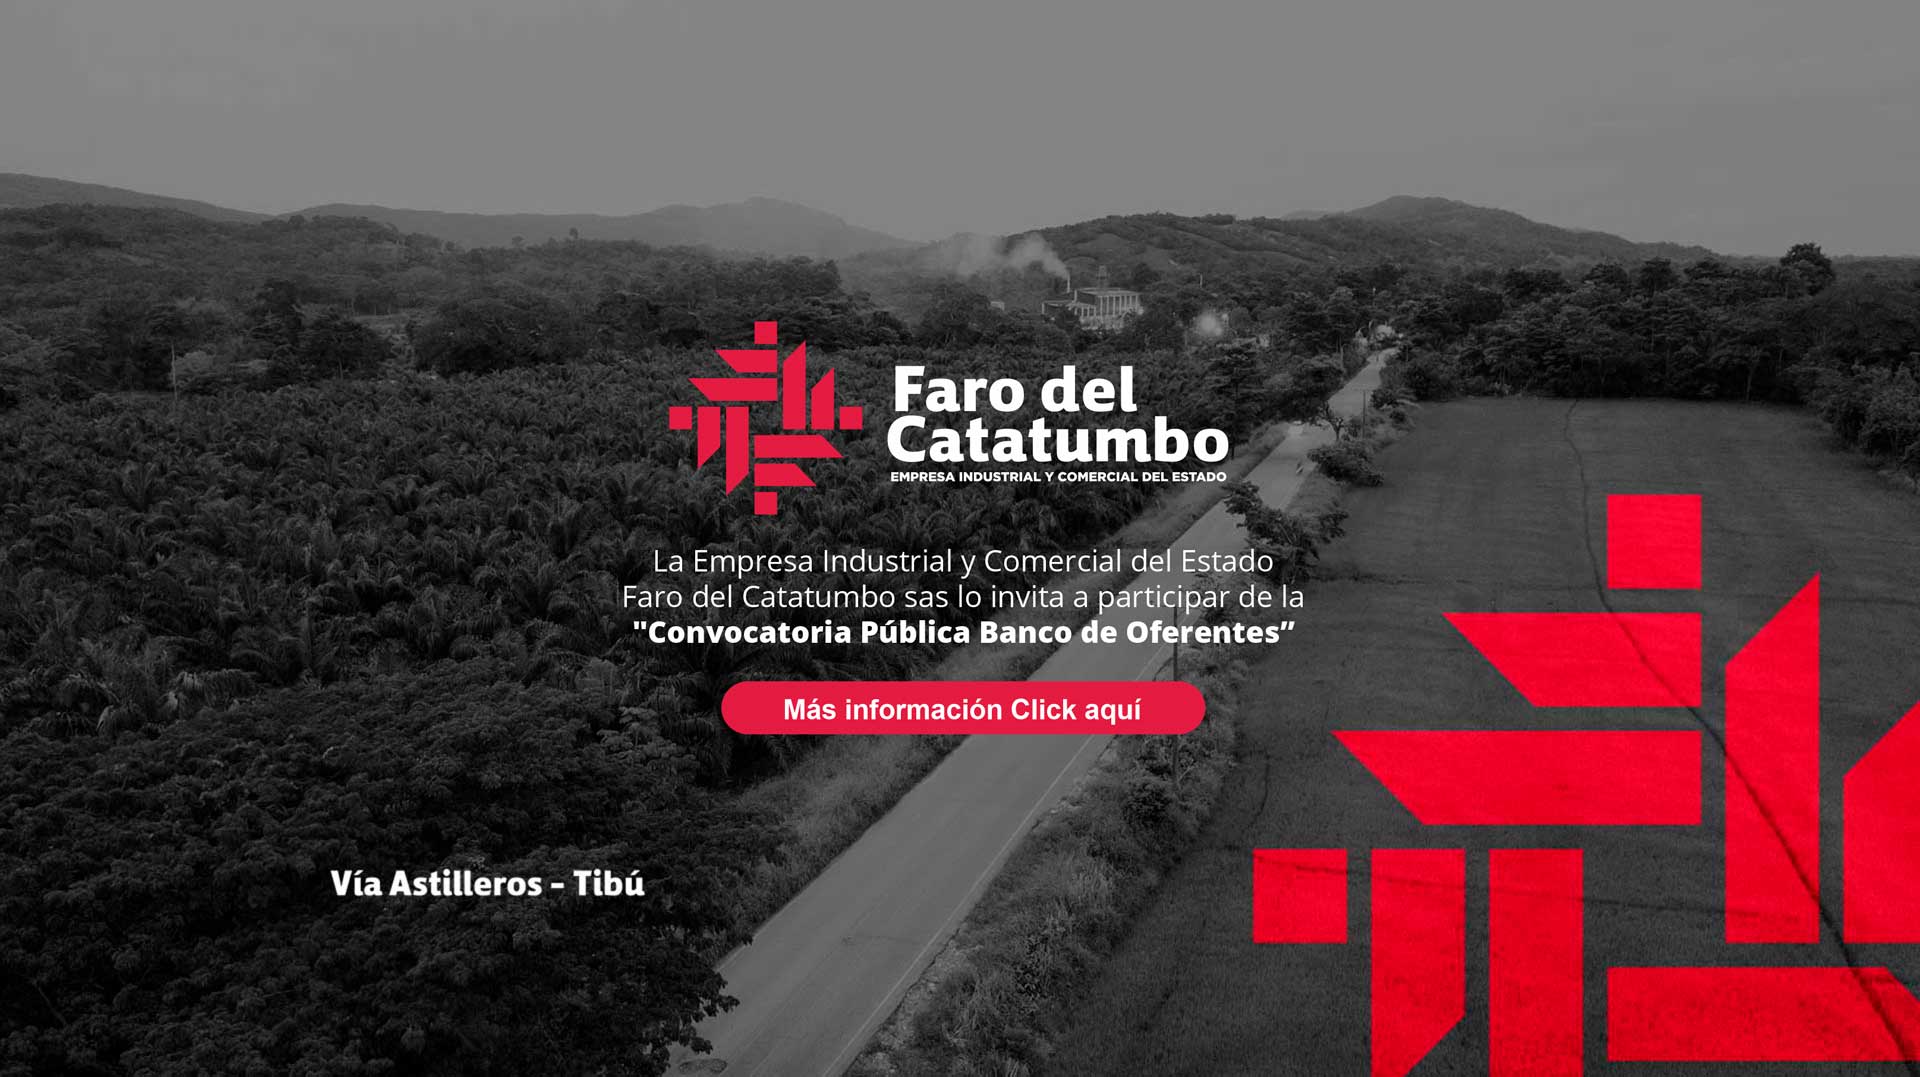 Faro del
Catatumbo
EMPRESA INDUSTRIAL Y COMERCIAL DEL ESTADO
La Empresa Industrial y Comercial del Estado
Faro del Catatumbo sas lo invita a participar de la
"Convocatoria Pública Banco de Oferentes”
Más información Click aquí
Vía Astilleros - Tibú